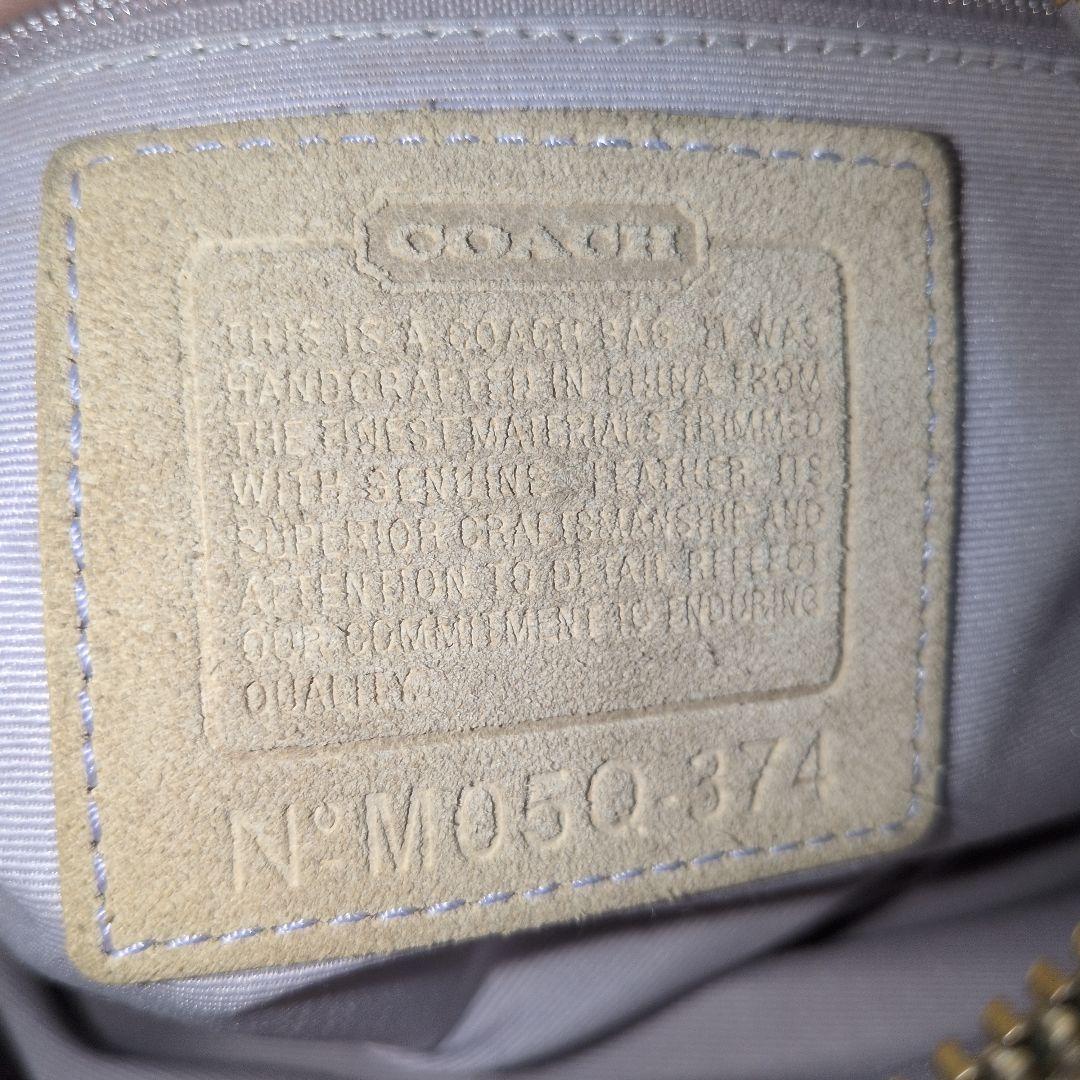 COACH
THIS IS A COACH BAG. IT WAS
HANDCRAFTED IN CHINA FROM
THE FINEST MATERIALS TRIMMED
WITH GENUINE LEATHER. ITS
SUPERIOR CRAFTSMANSHIP AND
ATTENTION TO DETAIL REFLECT
OUR COMMITMENT TO ENDURING
QUALITY.
Nº M05Q-374